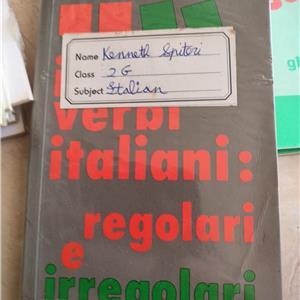 Name Kenneth Spiteri
Class 2G
Subject Italian
verbi
italiani:
regolari
e
irregolari